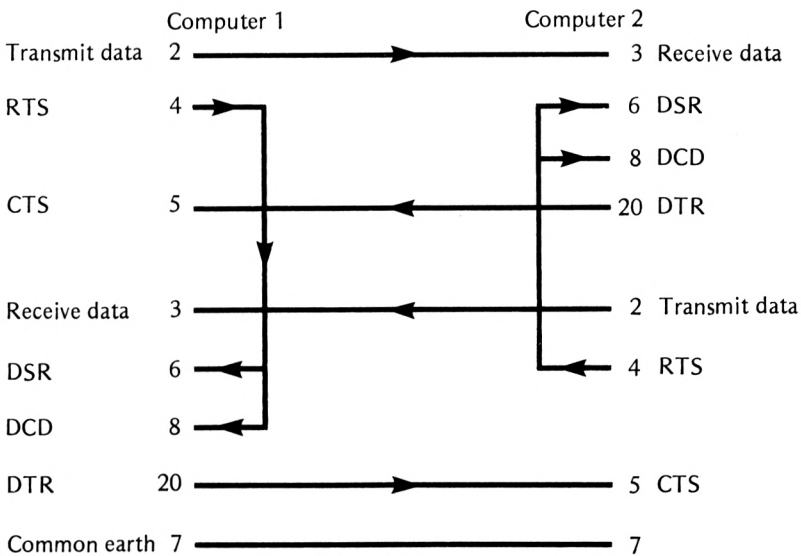 Computer 1 Computer 2
Transmit data 2 3 Receive data
RTS 4 6 DSR
8 DCD
CTS 5 20 DTR
Receive data 3 2 Transmit data
DSR 6 4 RTS
DCD 8
DTR 20 5 CTS
Common earth 7 7